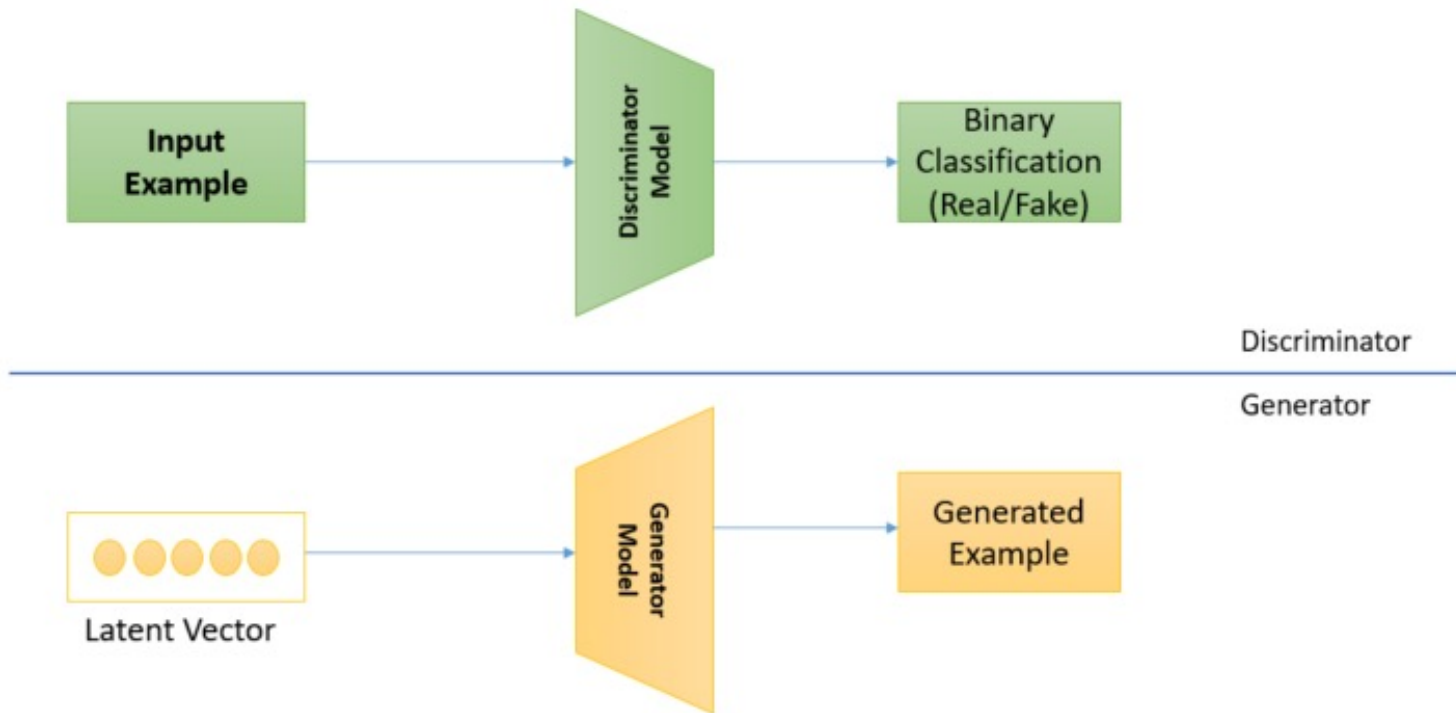 Input
Example
Discriminator
Model
Binary
Classification
(Real/Fake)
Discriminator
Generator
Latent Vector
Generator
Model
Generated
Example